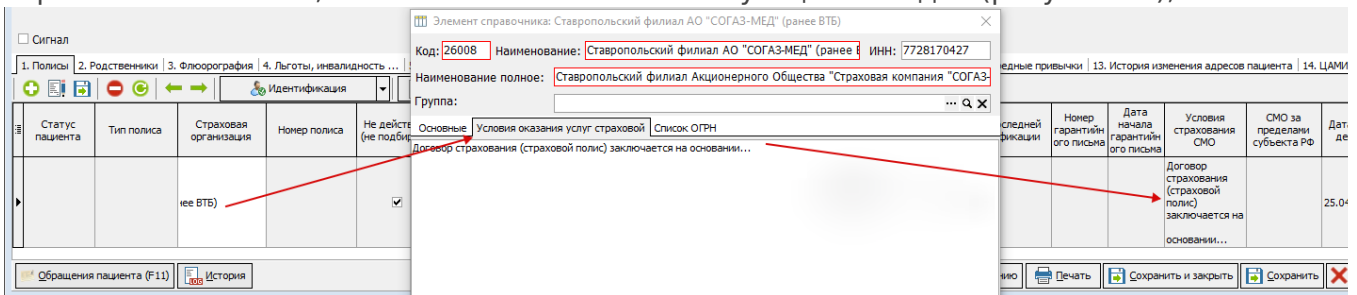 Элемент справочника: Ставропольский филиал АО "СОГАЗ-МЕД" (ранее ВТБ)
Сигнал
Код: 26008 Наименование: Ставропольский филиал АО "СОГАЗ-МЕД" (ранее ИНН: 7728170427
1. Полисы 2. Родственники 3. Флюорография 4. Льготы, инвалидность ... привычки 13. История изменения адресов пациента 14. ЦАМИ
Идентификация
Наименование полное: Ставропольский филиал Акционерного Общества "Страховая компания "СОГАЗ-
Группа:
Основные Условия оказания услуг страховой Список ОГРН
Договор страхования (страховой полис) заключается на основании...
Статус пациента
Тип полиса
Страховая организация
Номер полиса
Не действ
(не подбир
Номер гарантийн ого письма
Дата начала гарантийн ого письма
Условия страхования СМО
СМО за пределами субъекта РФ
Дат
де
нее ВТБ)
Договор
страхования
(страховой
полис)
заключается на
основании...
25.04
Обращения пациента (F11) История
Печать Сохранить и закрыть Сохранить